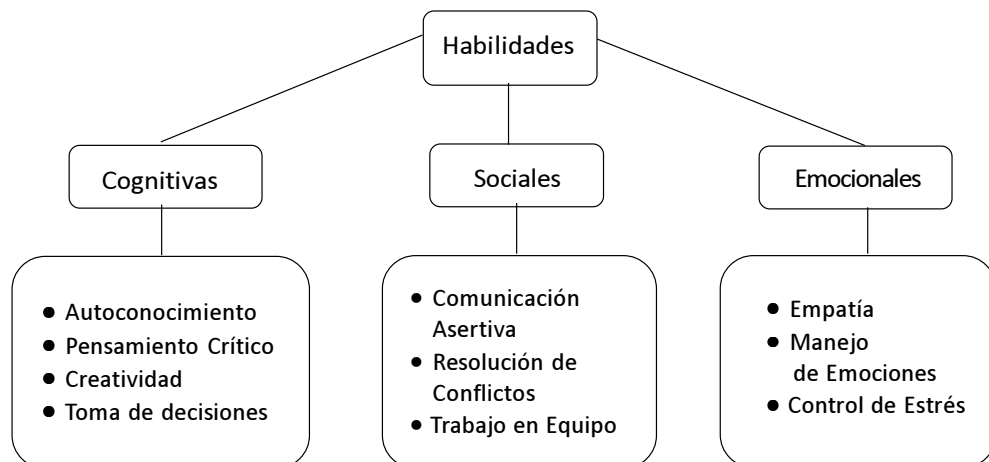 Habilidades
Cognitivas
Sociales
Emocionales
● Autoconocimiento
● Pensamiento Crítico
● Creatividad
● Toma de decisiones
● Comunicación
Asertiva
● Resolución de
Conflictos
● Trabajo en Equipo
● Empatía
● Manejo
de Emociones
● Control de Estrés